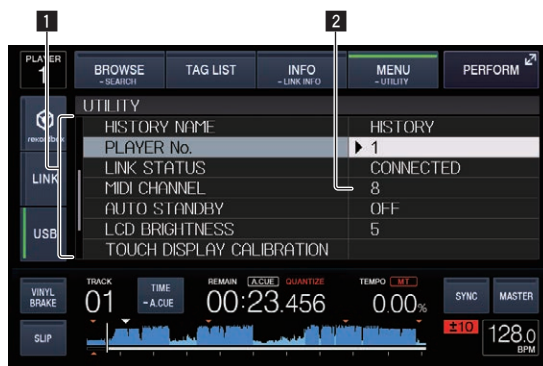 1
2
PLAYER
1
BROWSE
- SEARCH
TAG LIST
INFO
- LINK INFO
MENU
- UTILITY
PERFORM
rekordbox
LINK
USB
UTILITY
HISTORY NAME HISTORY
PLAYER No. 1
LINK STATUS CONNECTED
MIDI CHANNEL 8
AUTO STANDBY OFF
LCD BRIGHTNESS 5
TOUCH DISPLAY CALIBRATION
VINYL
BRAKE
SLIP
TRACK
01
TIME
- A.CUE
REMAIN A.CUE QUANTIZE
00:23.456
TEMPO MT
0.00%
SYNC
MASTER
±10
128.0
BPM